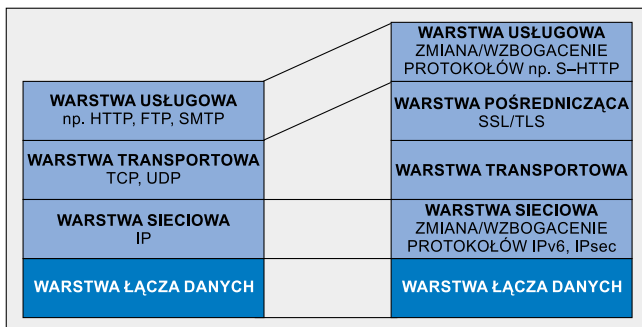 WARSTWA USŁUGOWA
np. HTTP, FTP, SMTP
WARSTWA TRANSPORTOWA
TCP, UDP
WARSTWA SIECIOWA
IP
WARSTWA ŁĄCZA DANYCH
WARSTWA USŁUGOWA
ZMIANA/WZBOGACENIE
PROTOKOŁÓW np. S–HTTP
WARSTWA POŚREDNICZĄCA
SSL/TLS
WARSTWA TRANSPORTOWA
WARSTWA SIECIOWA
ZMIANA/WZBOGACENIE
PROTOKOŁÓW IPv6, IPsec
WARSTWA ŁĄCZA DANYCH